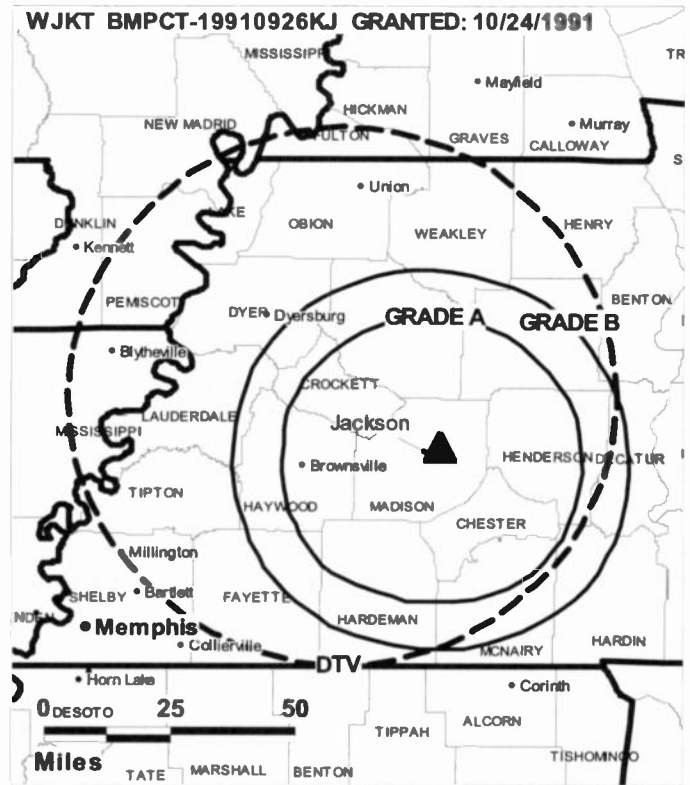 WJKT BMPCT-19910926KJ GRANTED: 10/24/1991
MISSISSIPPI
TR
Mayfield
HICKMAN
NEW MADRID
Murray
FULTON
GRAVES
CALLOWAY
S
Union
LAKE
DUNKLIN
OBION
HENRY
WEAKLEY
Kennett
PEMISCOT
BENTON
DYER
Dyersburg
GRADE A
GRADE B
Blytheville
CROCKETT
LAUDERDALE
Jackson
MISSISSIPPI
HENDERSON
DECATUR
Brownsville
TIPTON
HAYWOOD
MADISON
CHESTER
Millington
SHELBY
Bartlett
FAYETTE
NDEN
HARDEMAN
Memphis
Collierville
MCNAIRY
HARDIN
DTV
Horn Lake
Corinth
0 DESOTO 25 50
ALCORN
TIPPAH
TISHOMINGO
Miles
TATE
MARSHALL
BENTON